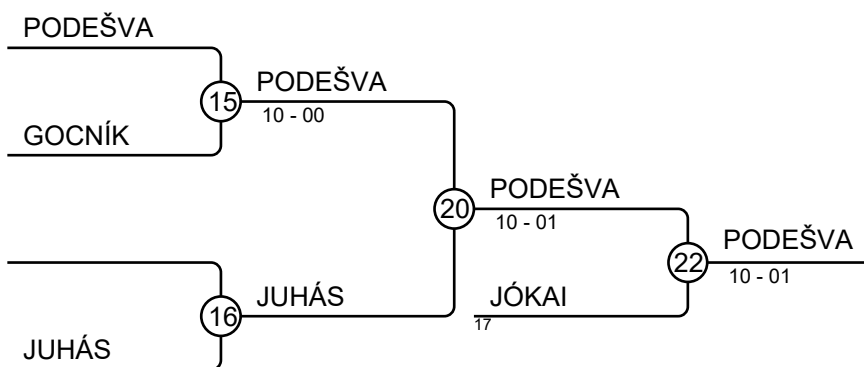 PODEŠVA
15
PODEŠVA
10 - 00
GOCNÍK
20
PODEŠVA
10 - 01
22
PODEŠVA
10 - 01
16
JUHÁS
JÓKAI
17
JUHÁS